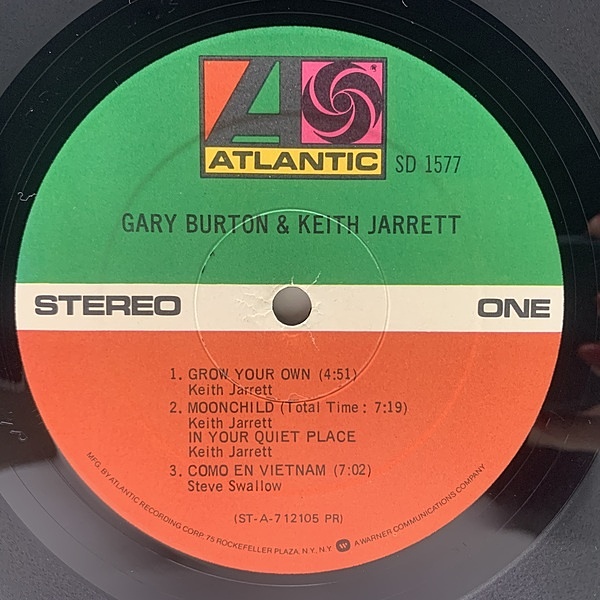 ATLANTIC SD 1577
GARY BURTON & KEITH JARRETT
STEREO ONE
1. GROW YOUR OWN (4:51)
Keith Jarrett
2. MOONCHILD (Total Time: 7:19)
Keith Jarrett
IN YOUR QUIET PLACE
Keith Jarrett
3. COMO EN VIETNAM (7:02)
Steve Swallow
(ST-A-712105 PR)
MFG. BY ATLANTIC RECORDING CORP. 75 ROCKEFELLER PLAZA, N.Y., N.Y. A WARNER COMMUNICATIONS COMPANY